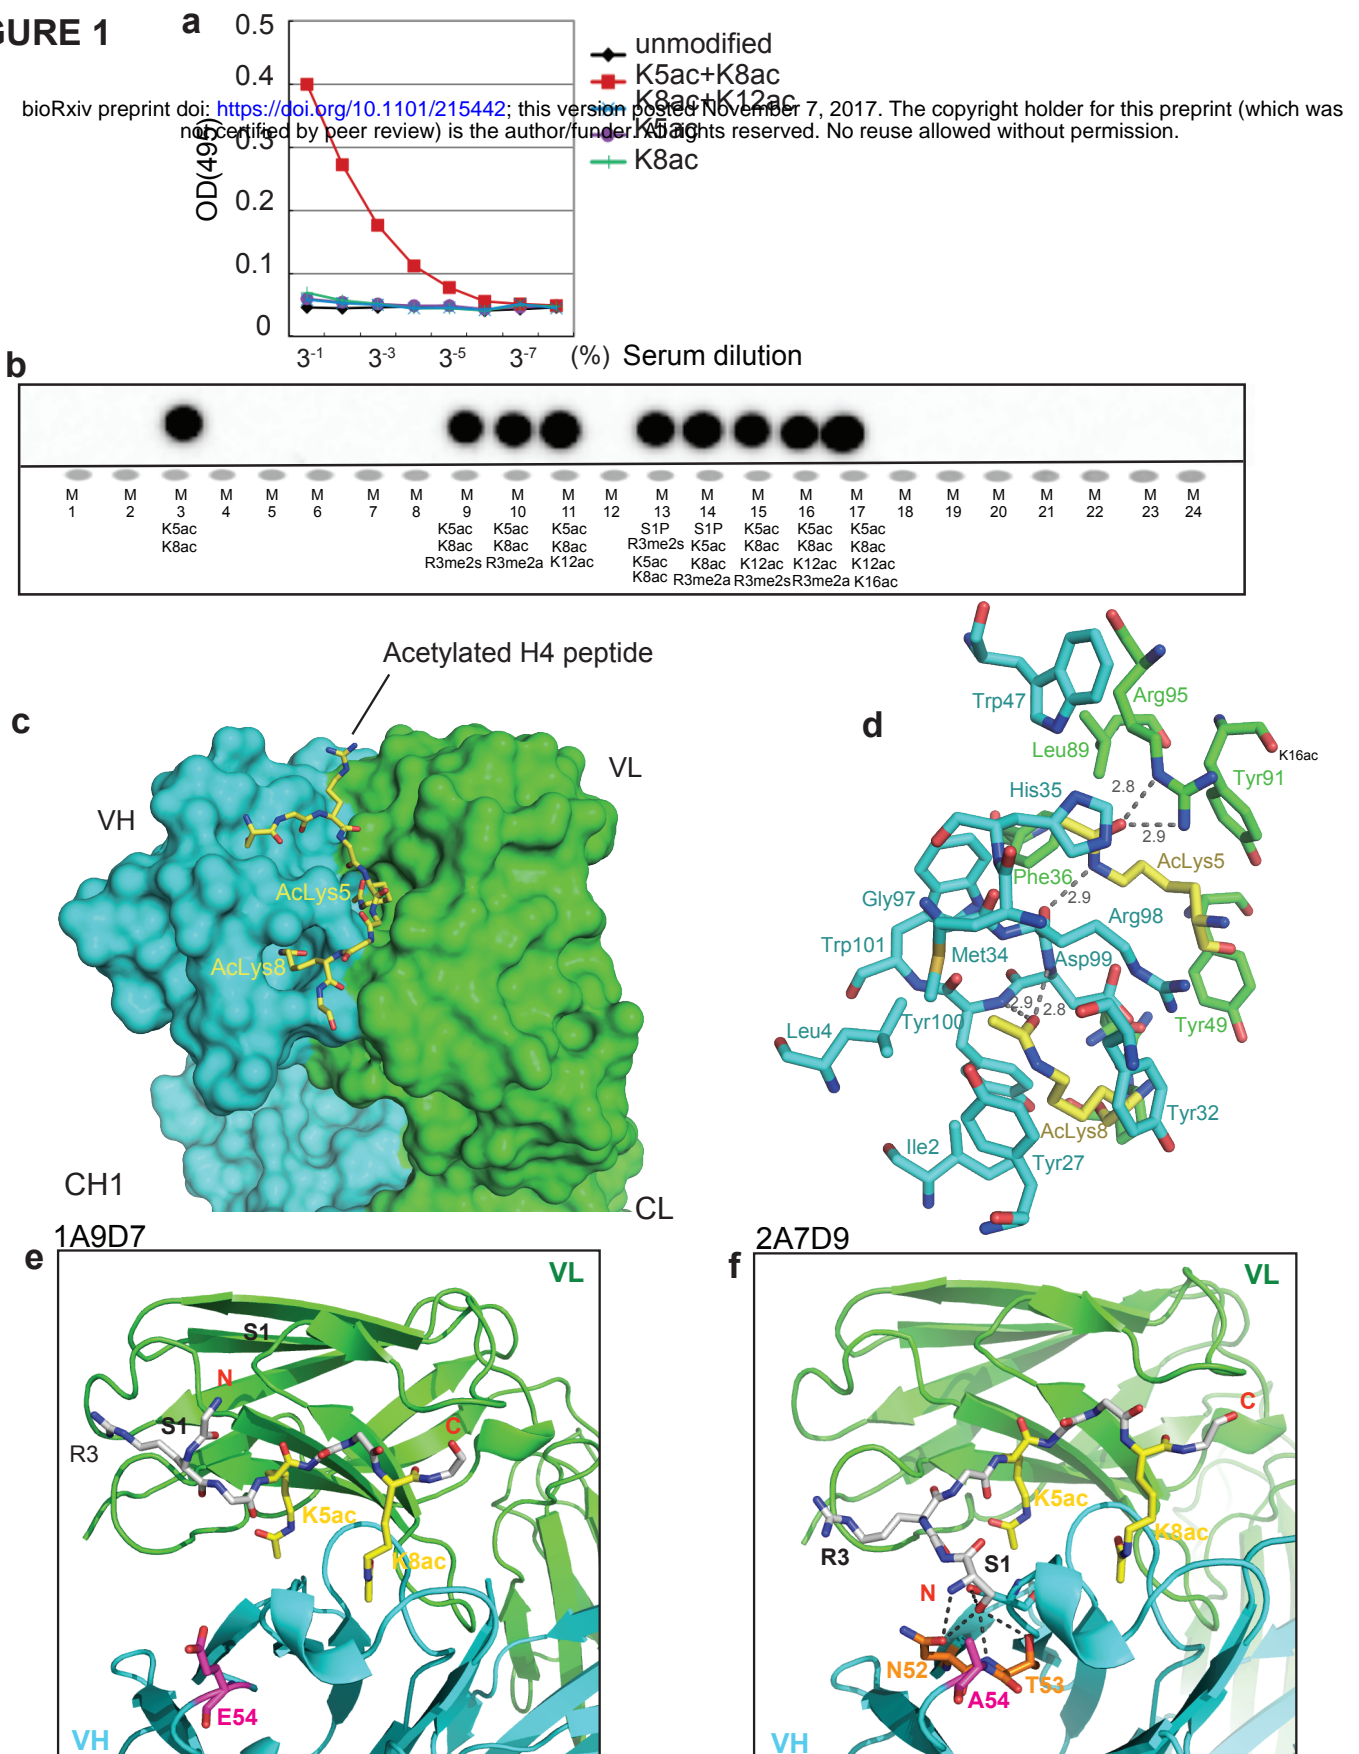 GURE 1
a
0.5
0.4
0.3
0.2
0.1
0
OD(495)
unmodified
K5ac+K8ac
K8ac+K12ac
K5ac
K8ac
bioRxiv preprint doi: https://doi.org/10.1101/215442; this version posted November 7, 2017. The copyright holder for this preprint (which was
not certified by peer review) is the author/funder. All rights reserved. No reuse allowed without permission.
3-1 3-3 3-5 3-7 (%) Serum dilution
b
M M M M M M M M M M M M M M M M M M M M M M M M
1 2 3 4 5 6 7 8 9 10 11 12 13 14 15 16 17 18 19 20 21 22 23 24
K5ac K5ac K5ac K5ac S1P S1P K5ac K5ac K5ac
K8ac K8ac K8ac K8ac R3me2s K5ac K8ac K8ac K8ac
R3me2s R3me2a K12ac K5ac K8ac K12ac K12ac K12ac
K8ac R3me2a R3me2s R3me2a K16ac
Acetylated H4 peptide
c
VH
VL
AcLys5
AcLys8
CH1
CL
d
Trp47
Arg95
Leu89
K16ac
Tyr91
His35
2.8
2.9
AcLys5
Phe36
2.9
Gly97
Arg98
Trp101
Met34
Asp99
2.9
2.8
Tyr100
Tyr49
Leu4
AcLys8
Tyr32
Ile2
Tyr27
e
1A9D7
VL
S1
N
S1
C
R3
K5ac
K8ac
E54
VH
f
2A7D9
VL
C
K5ac
K8ac
R3
S1
N
N52
T53
A54
VH